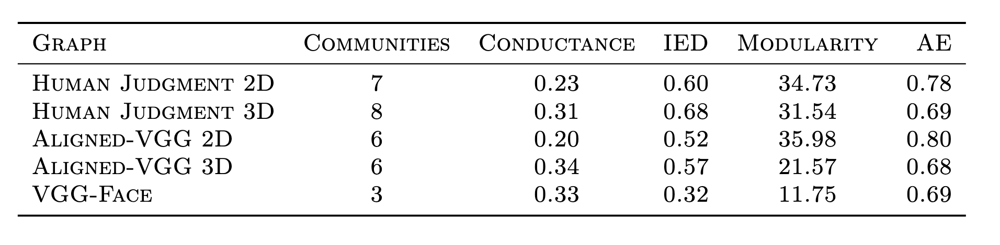 Graph Communities Conductance IED Modularity AE
Human Judgment 2D 7 0.23 0.60 34.73 0.78
Human Judgment 3D 8 0.31 0.68 31.54 0.69
Aligned-VGG 2D 6 0.20 0.52 35.98 0.80
Aligned-VGG 3D 6 0.34 0.57 21.57 0.68
VGG-Face 3 0.33 0.32 11.75 0.69